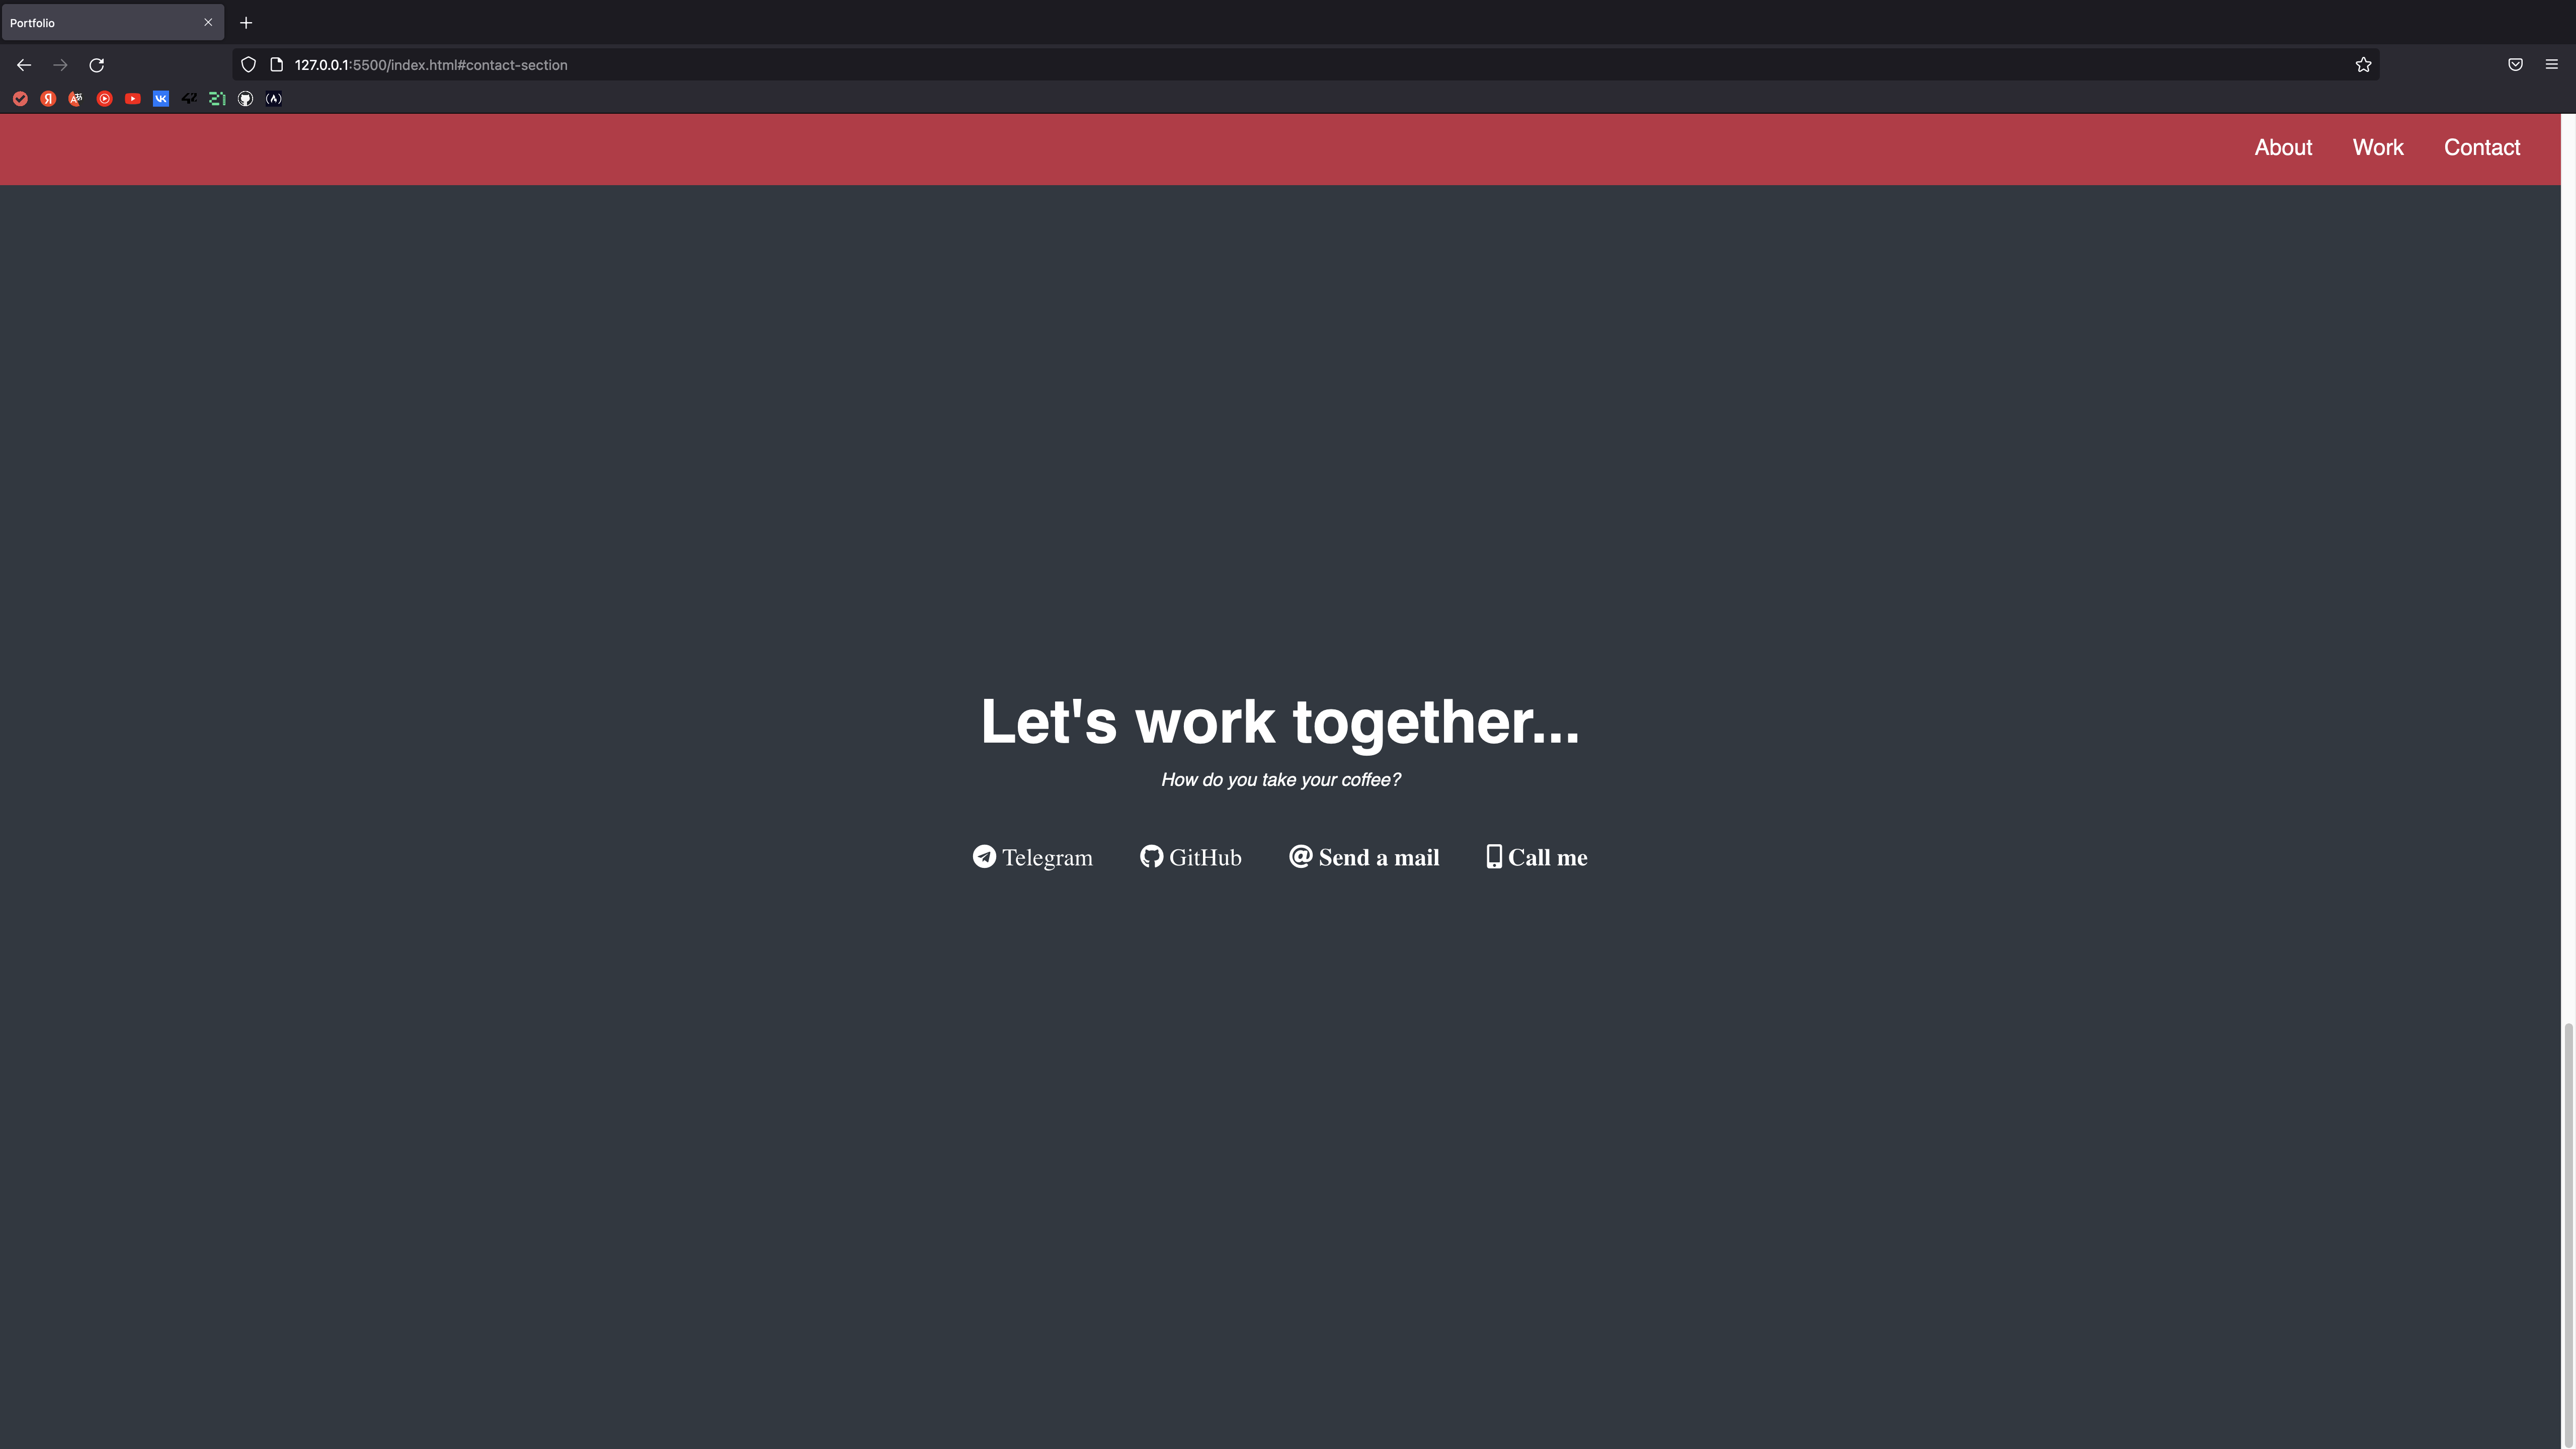 Portfolio
127.0.0.1:5500/index.html#contact-section
About Work Contact
Let's work together...
How do you take your coffee?
Telegram GitHub @ Send a mail Call me